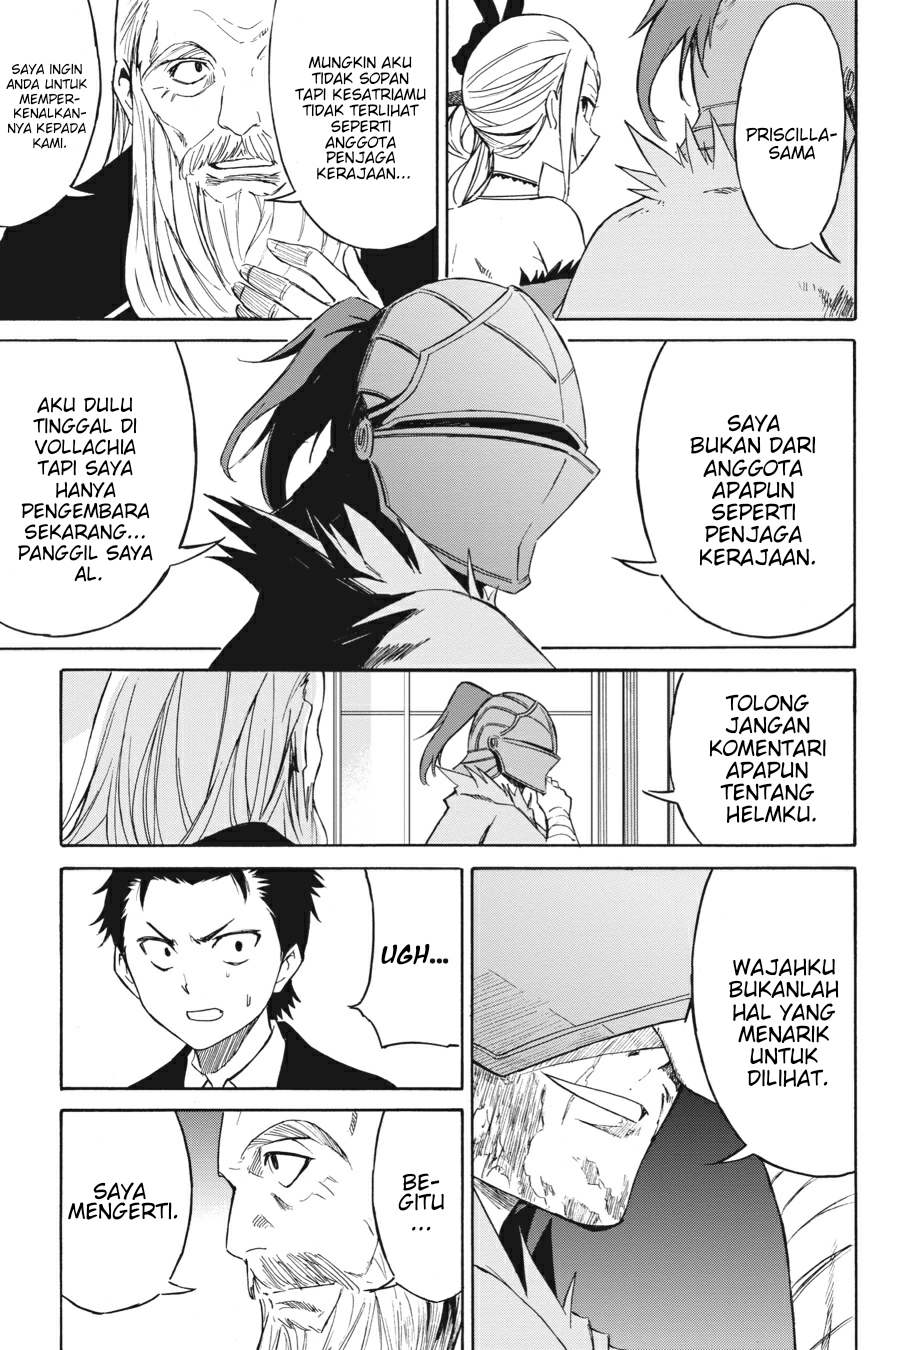 PRISCILLA-
SAMA
MUNGKIN AKU
TIDAK SOPAN
TAPI KESATRIAMU
TIDAK TERLIHAT
SEPERTI
ANGGOTA
PENJAGA
KERAJAAN...
SAYA INGIN
ANDA UNTUK
MEMPER-
KENALKAN-
NYA KEPADA
KAMI.
SAYA
BUKAN DARI
ANGGOTA
APAPUN
SEPERTI
PENJAGA
KERAJAAN.
AKU DULU
TINGGAL DI
VOLLACHIA
TAPI SAYA
HANYA
PENGEMBARA
SEKARANG...
PANGGIL SAYA
AL.
TOLONG
JANGAN
KOMENTARI
APAPUN
TENTANG
HELMKU.
WAJAHKU
BUKANLAH
HAL YANG
MENARIK
UNTUK
DILIHAT.
UGH...
BE-
GITU
...
SAYA
MENGERTI.